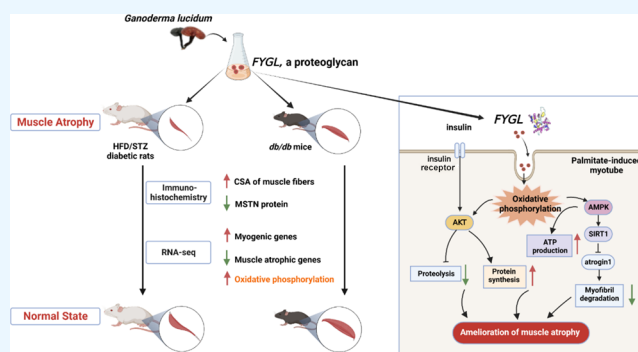 Ganoderma lucidum
FYGL, a proteoglycan
Muscle Atrophy
HFD/STZ
diabetic rats
db/db mice
Immuno-
histochemistry
CSA of muscle fibers
MSTN protein
RNA-seq
Myogenic genes
Muscle atrophic genes
Oxidative phosphorylation
Normal State
insulin
FYGL
insulin
receptor
Palmitate-induced
myotube
Oxidative
phosphorylation
AKT
AMPK
SIRT1
ATP
production
atrogin1
Proteolysis
Protein
synthesis
Myofibril
degradation
Amelioration of muscle atrophy